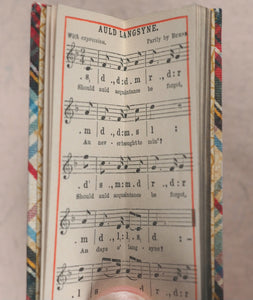 AULD LANGSYNE.
With expression. Partly by Burns
.s | d .,d:d.m | r .,d:r
Should auld acquaintance be forgot,
.m | d .,d:m.s | l :
An nev-er brought to min'?
.d' | s .,m:m.d | r .,d:r
Should auld acquaintance be forgot,
.m | d .,l:l.s | d :-
An days o' lang syne?
.l | s .,m:m.d | r .,d:r